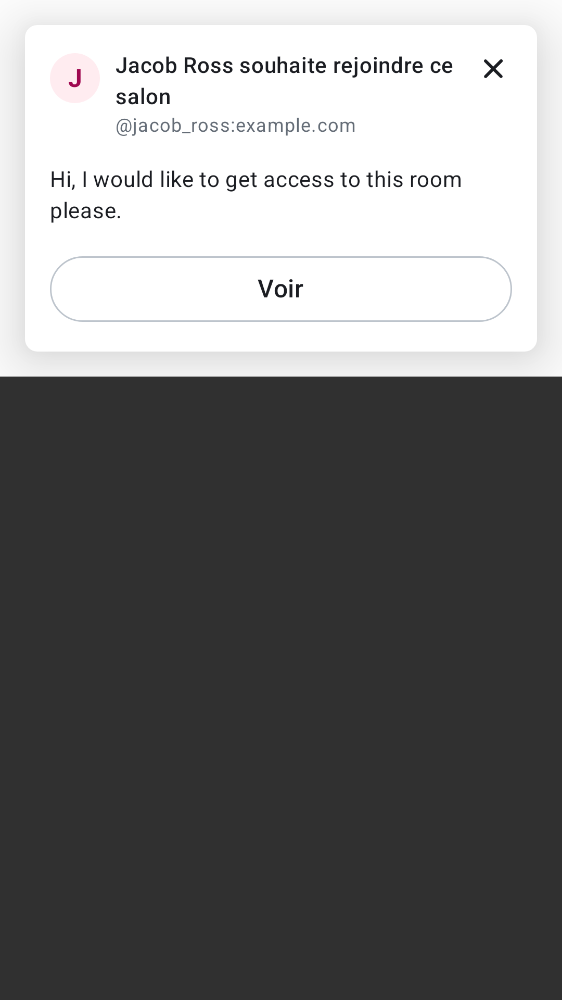 J
Jacob Ross souhaite rejoindre ce
salon
@jacob_ross:example.com
Hi, I would like to get access to this room
please.
Voir